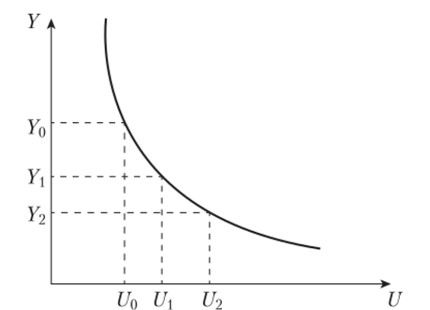 Y
Y₀
Y₁
Y₂
U₀ U₁ U₂ U